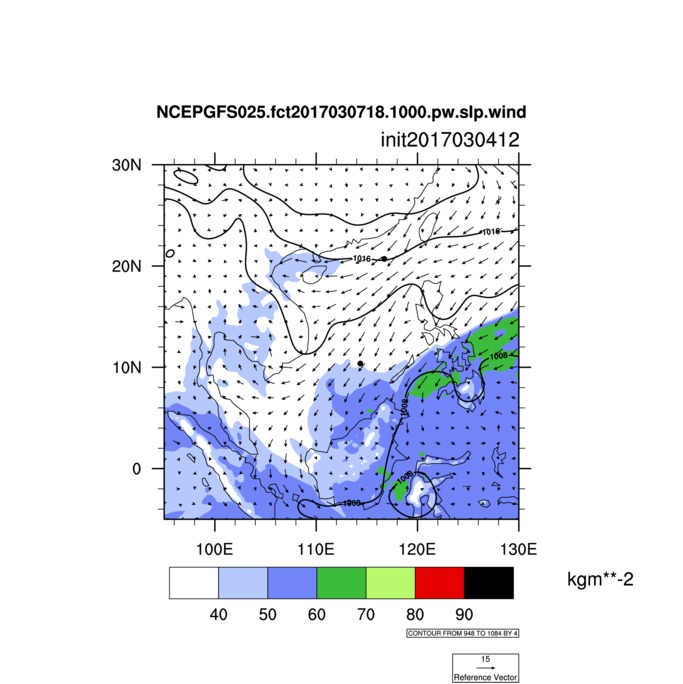 NCEPGFS025.fct2017030718.1000.pw.slp.wind
init2017030412
30N
1016
1016
20N
1008
10N
1008
1008
0
1008
100E 110E 120E 130E
kgm**-2
40 50 60 70 80 90
CONTOUR FROM 948 TO 1084 BY 4
15
Reference Vector